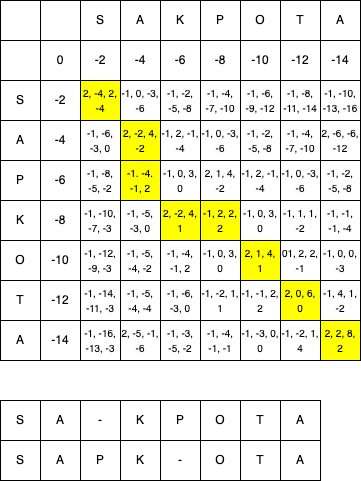 S A K P O T A
0 -2 -4 -6 -8 -10 -12 -14
S -2 2, -4, 2, -4 -1, 0, -3, -6 -1, -2 -5, -8 -1, -4, -7, -10 -1, -6, -9, -12 -1, -8, -11, -14 -1, -10, -13, -16
A -4 -1, -6, -3, 0 2, -2, 4, -2 -1, 2, -1, -4 -1, 0, -3, -6 -1, -2, -5, -8 -1, -4, -7, -10 2, -6, -6, -12
P -6 -1, -8, -5, -2 -1, -4, -1, 2 -1, 0, 3, 0 2, 1, 4, -2 -1, 2, -1, -4 -1, 0, -3, -6 -1, -2, -5, -8
K -8 -1, -10, -7, -3 -1, -5, -3, 0 2, -2, 4, 1 -1, 2, 2, 2 -1, 0, 3, 0 -1, 1, 1, -2 -1, -1, -1, -4
O -10 -1, -12, -9, -3 -1, -5, -4, -2 -1, -4, -1, 2 -1, 0, 3, 0 2, 1, 4, 1 01, 2, 2, -1 -1, 0, 0, -3
T -12 -1, -14, -11, -3 -1, -5, -4, -4 -1, -6, -3, 0 -1, -2, 1, 1 -1, -1, 2, 2 2, 0, 6, 0 -1, 4, 1, -2
A -14 -1, -16, -13, -3 2, -5, -1, -6 -1, -3, -5, -2 -1, -4, -1, -1 -1, -3, 0, 0 -1, -2, 1, 4 2, 2, 8, 2
S A - K P O T A
S A P K - O T A